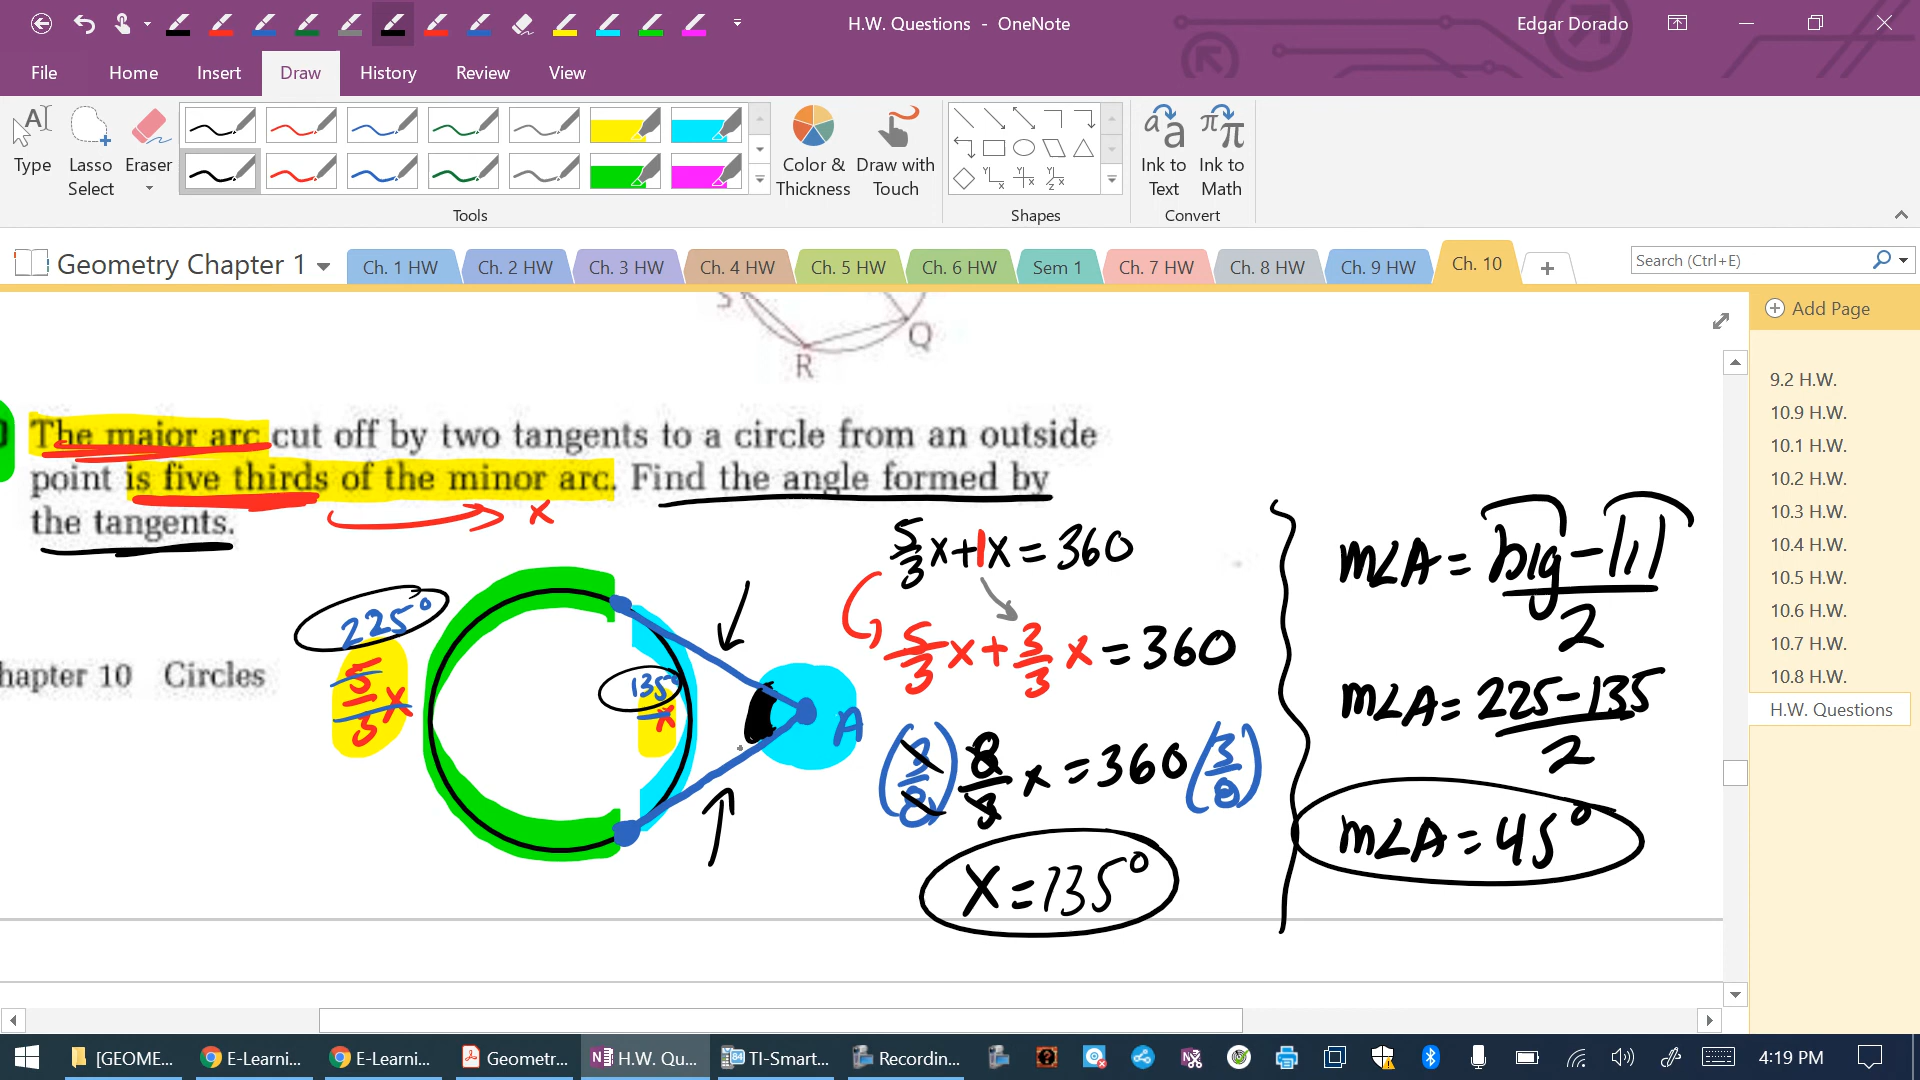 H.W. Questions - OneNote
Edgar Dorado
File Home Insert Draw History Review View
Type
Lasso Select
Eraser
Color & Thickness
Draw with Touch
Ink to Text
Ink to Math
Tools
Shapes
Convert
Geometry Chapter 1
Ch. 1 HW Ch. 2 HW Ch. 3 HW Ch. 4 HW Ch. 5 HW Ch. 6 HW Sem 1 Ch. 7 HW Ch. 8 HW Ch. 9 HW Ch. 10
Search (Ctrl+E)
Add Page
9.2 H.W.
10.9 H.W.
10.1 H.W.
10.2 H.W.
10.3 H.W.
10.4 H.W.
10.5 H.W.
10.6 H.W.
10.7 H.W.
10.8 H.W.
H.W. Questions
S
R
Q
The major arc cut off by two tangents to a circle from an outside
point is five thirds of the minor arc. Find the angle formed by
the tangents.
x
hapter 10 Circles
225°
5/3 x
135°
x
A
5/3 x + 1x = 360
5/3 x + 3/3 x = 360
(3/8) 8/3 x = 360 (3/8)
x = 135°
m∠A = big - lil / 2
m∠A = 225 - 135 / 2
m∠A = 45°
[GEOME...
E-Learni...
E-Learni...
Geometr...
H.W. Qu...
TI-Smart...
Recordin...
4:19 PM